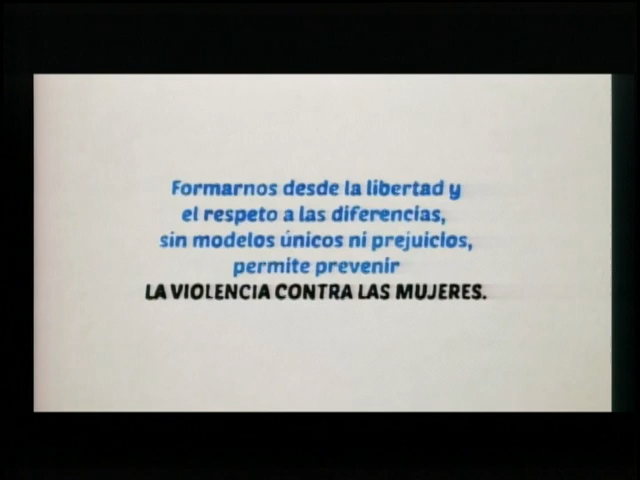 Formarnos desde la libertad y
el respeto a las diferencias,
sin modelos únicos ni prejuicios,
permite prevenir
LA VIOLENCIA CONTRA LAS MUJERES.